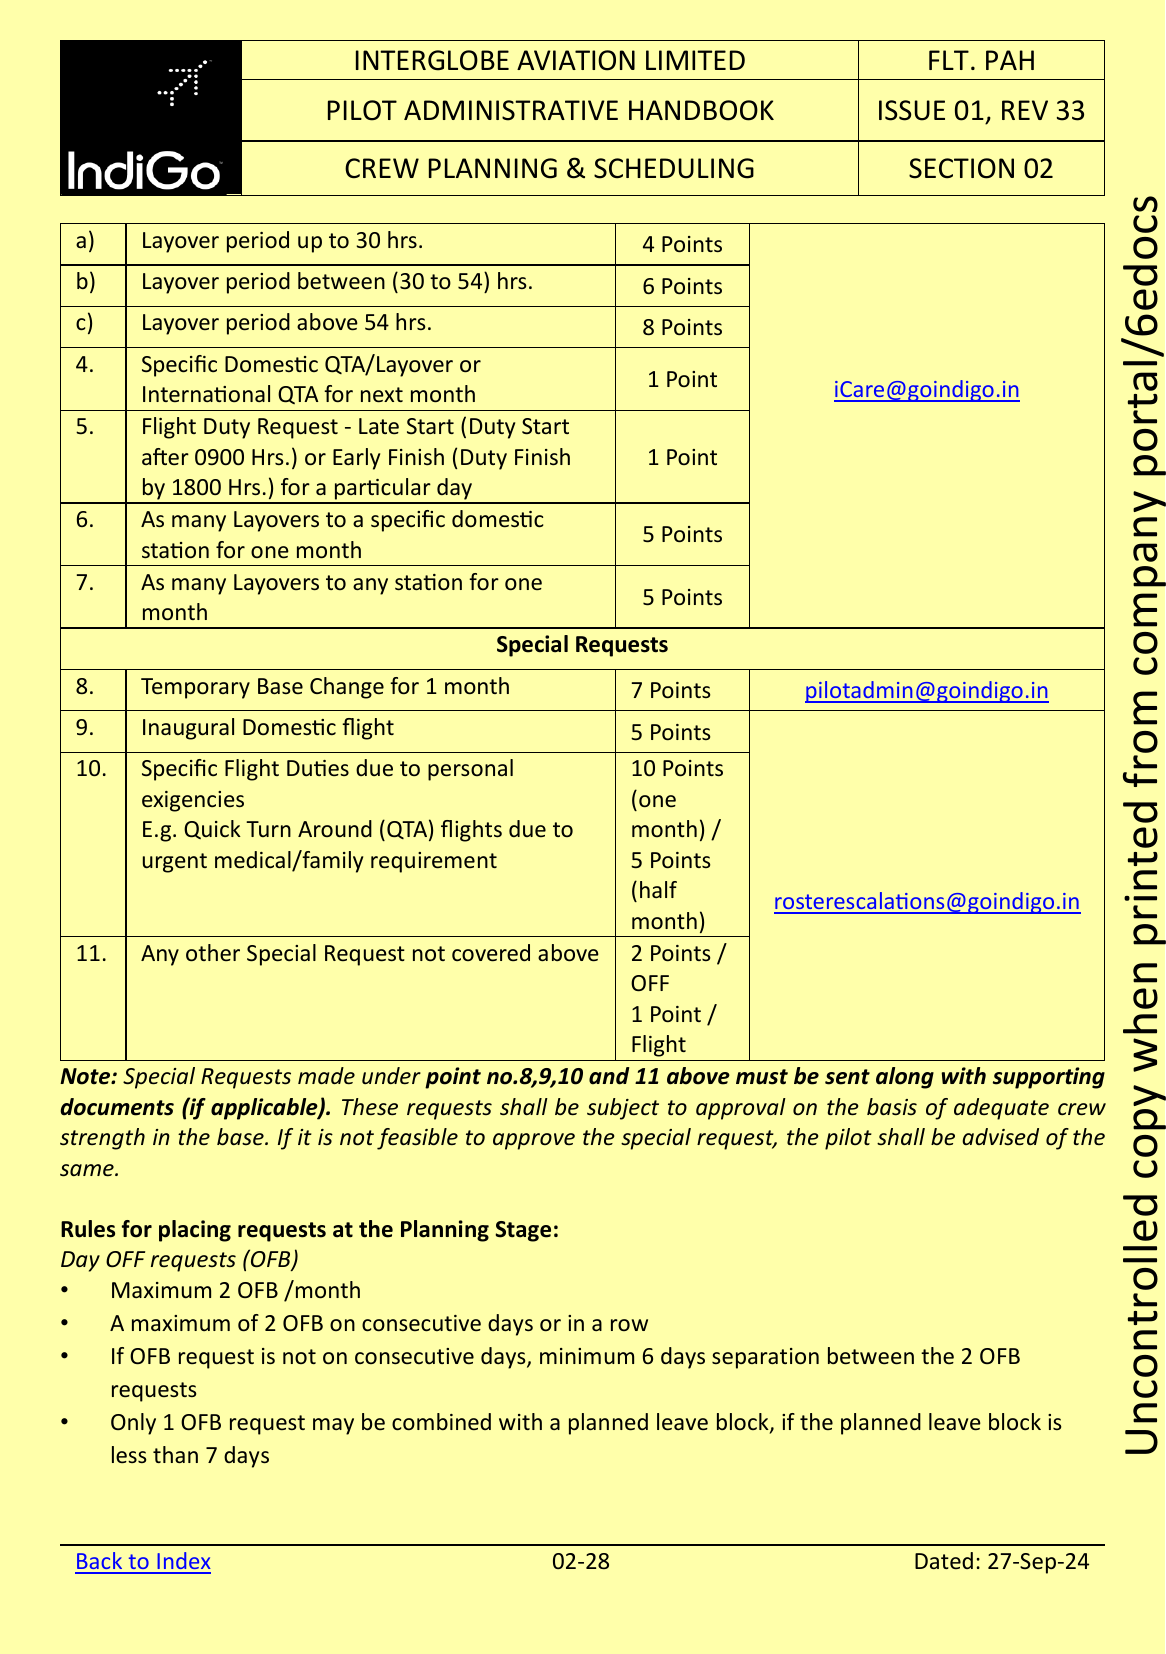 INTERGLOBE AVIATION LIMITED
FLT. PAH
PILOT ADMINISTRATIVE HANDBOOK
ISSUE 01, REV 33
IndiGo
CREW PLANNING & SCHEDULING
SECTION 02
a)
Layover period up to 30 hrs.
4 Points
b)
Layover period between (30 to 54) hrs.
6 Points
c)
Layover period above 54 hrs.
8 Points
4.
Specific Domestic QTA/Layover or
International QTA for next month
1 Point
iCare@goindigo.in
5.
Flight Duty Request - Late Start (Duty Start
after 0900 Hrs.) or Early Finish (Duty Finish
by 1800 Hrs.) for a particular day
1 Point
6.
As many Layovers to a specific domestic
station for one month
5 Points
7.
As many Layovers to any station for one
month
5 Points
Special Requests
8.
Temporary Base Change for 1 month
7 Points
pilotadmin@goindigo.in
9.
Inaugural Domestic flight
5 Points
10.
Specific Flight Duties due to personal
exigencies
E.g. Quick Turn Around (QTA) flights due to
urgent medical/family requirement
10 Points
(one
month) /
5 Points
(half
month)
rosterescalations@goindigo.in
11.
Any other Special Request not covered above
2 Points /
OFF
1 Point /
Flight
Note: Special Requests made under point no.8,9,10 and 11 above must be sent along with supporting
documents (if applicable). These requests shall be subject to approval on the basis of adequate crew
strength in the base. If it is not feasible to approve the special request, the pilot shall be advised of the
same.
Rules for placing requests at the Planning Stage:
Day OFF requests (OFB)
• Maximum 2 OFB /month
• A maximum of 2 OFB on consecutive days or in a row
• If OFB request is not on consecutive days, minimum 6 days separation between the 2 OFB
requests
• Only 1 OFB request may be combined with a planned leave block, if the planned leave block is
less than 7 days
Back to Index
02-28
Dated: 27-Sep-24
Uncontrolled copy when printed from company portal/6edocs